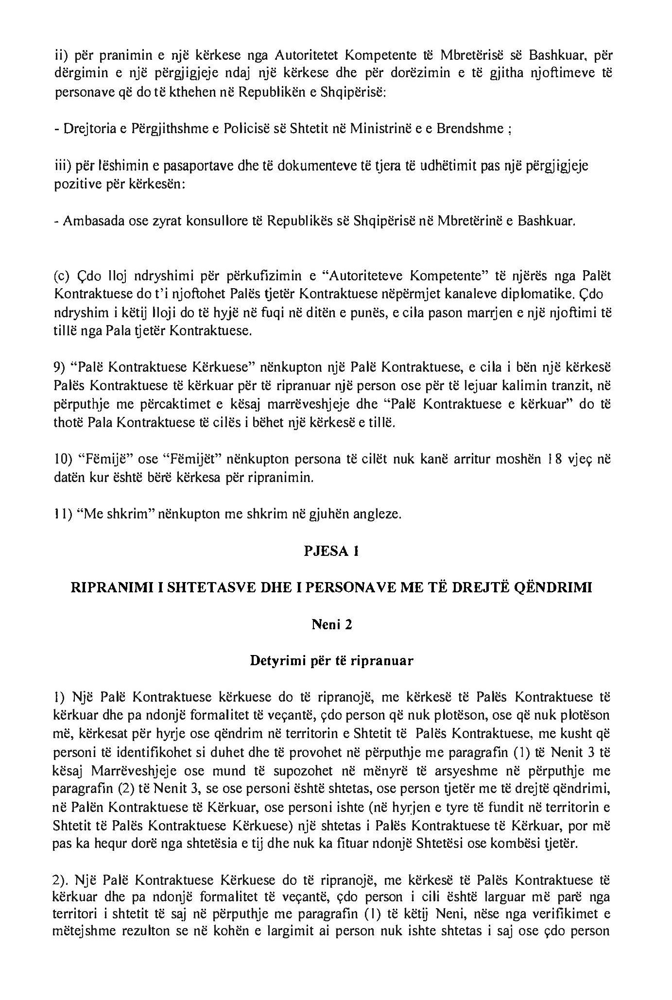 ii) për pranimin e një kërkese nga Autoritetet Kompetente të Mbretërisë së Bashkuar, për
dërgimin e një përgjigjeje ndaj një kërkese dhe për dorëzimin e të gjitha njoftimeve të
personave që do të kthehen në Republikën e Shqipërisë:
- Drejtoria e Përgjithshme e Policisë së Shtetit në Ministrinë e e Brendshme ;
iii) për lëshimin e pasaportave dhe të dokumenteve të tjera të udhëtimit pas një përgjigjeje
pozitive për kërkesën:
- Ambasada ose zyrat konsullore të Republikës së Shqipërisë në Mbretërinë e Bashkuar.
(c) Çdo lloj ndryshimi për përkufizimin e “Autoriteteve Kompetente” të njërës nga Palët
Kontraktuese do t’i njoftohet Palës tjetër Kontraktuese nëpërmjet kanaleve diplomatike. Çdo
ndryshim i këtij lloji do të hyjë në fuqi në ditën e punës, e cila pason marrjen e një njoftimi të
tillë nga Pala tjetër Kontraktuese.
9) “Palë Kontraktuese Kërkuese” nënkupton një Palë Kontraktuese, e cila i bën një kërkesë
Palës Kontraktuese të kërkuar për të ripranuar një person ose për të lejuar kalimin tranzit, në
përputhje me përcaktimet e kësaj marrëveshjeje dhe “Palë Kontraktuese e kërkuar” do të
thotë Pala Kontraktuese të cilës i bëhet një kërkesë e tillë.
10) “Fëmijë” ose “Fëmijët” nënkupton persona të cilët nuk kanë arritur moshën 18 vjeç në
datën kur është bërë kërkesa për ripranimin.
11) “Me shkrim” nënkupton me shkrim në gjuhën angleze.
PJESA 1
RIPRANIMI I SHTETASVE DHE I PERSONAVE ME TË DREJTË QËNDRIMI
Neni 2
Detyrimi për të ripranuar
1) Një Palë Kontraktuese kërkuese do të ripranojë, me kërkesë të Palës Kontraktuese të
kërkuar dhe pa ndonjë formalitet të veçantë, çdo person që nuk plotëson, ose që nuk plotëson
më, kërkesat për hyrje ose qëndrim në territorin e Shtetit të Palës Kontraktuese, me kusht që
personi të identifikohet si duhet dhe të provohet në përputhje me paragrafin (1) të Nenit 3 të
kësaj Marrëveshjeje ose mund të supozohet në mënyrë të arsyeshme në përputhje me
paragrafin (2) të Nenit 3, se ose personi është shtetas, ose person tjetër me të drejtë qëndrimi,
në Palën Kontraktuese të Kërkuar, ose personi ishte (në hyrjen e tyre të fundit në territorin e
Shtetit të Palës Kontraktuese Kërkuese) një shtetas i Palës Kontraktuese të Kërkuar, por më
pas ka hequr dorë nga shtetësia e tij dhe nuk ka fituar ndonjë Shtetësi ose kombësi tjetër.
2). Një Palë Kontraktuese Kërkuese do të ripranojë, me kërkesë të Palës Kontraktuese të
kërkuar dhe pa ndonjë formalitet të veçantë, çdo person i cili është larguar më parë nga
territori i shtetit të saj në përputhje me paragrafin (1) të këtij Neni, nëse nga verifikimet e
mëtejshme rezulton se në kohën e largimit ai person nuk ishte shtetas i saj ose çdo person